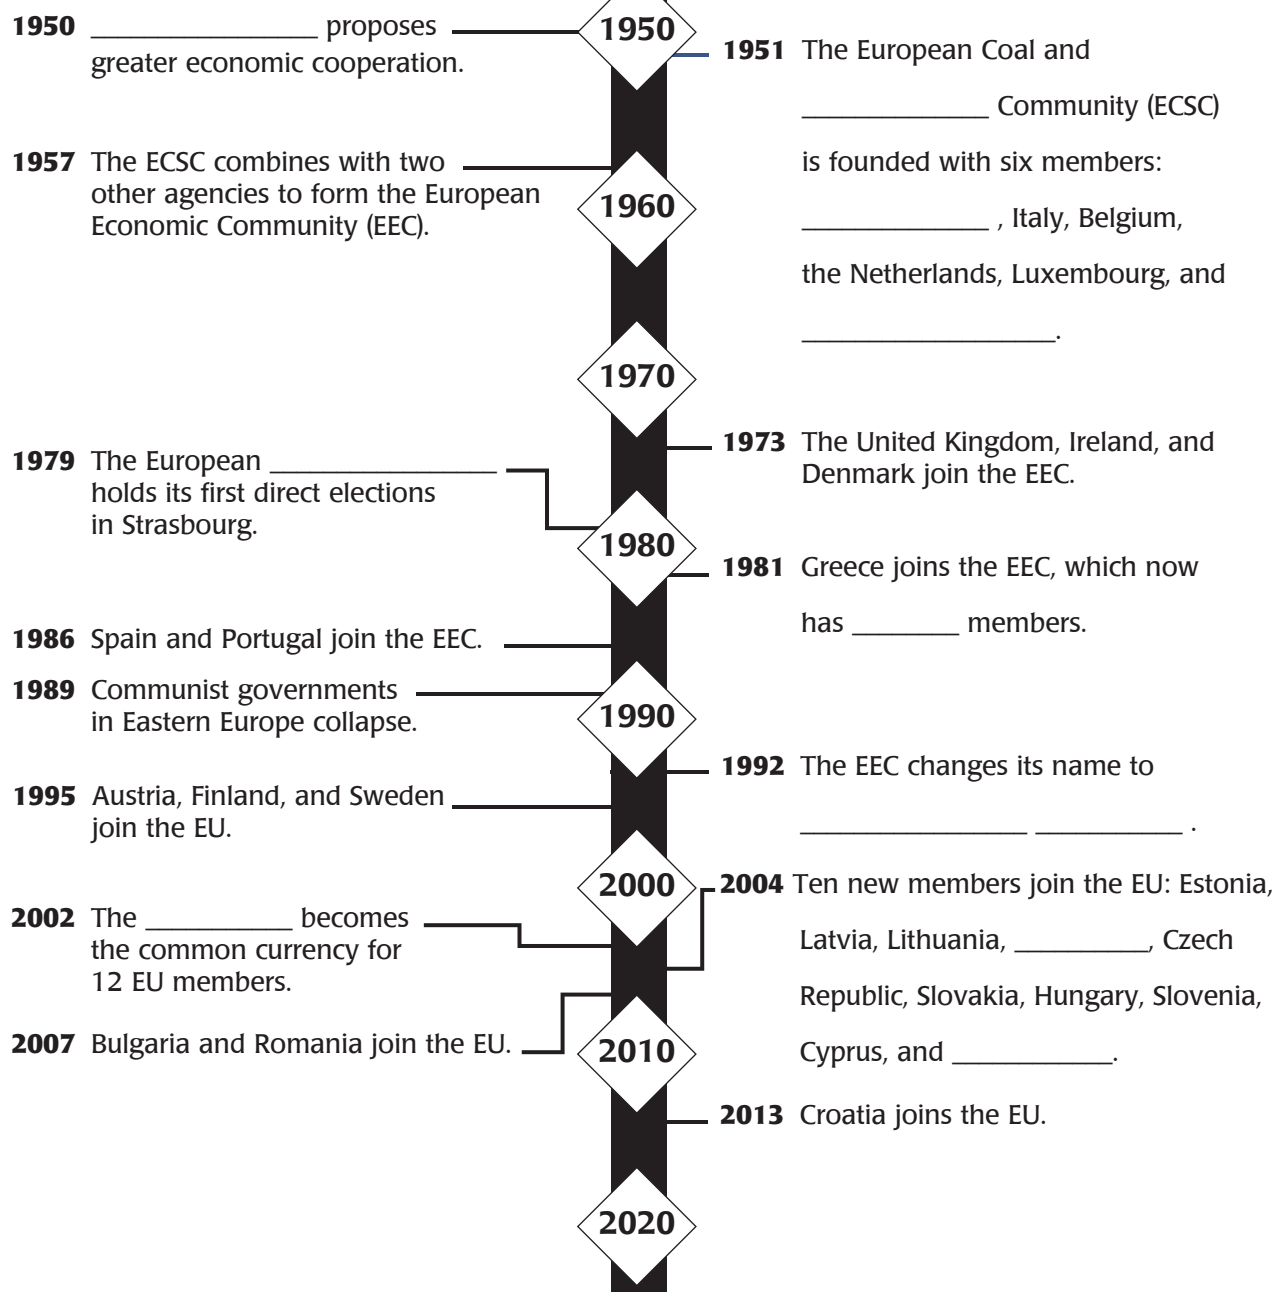 1950 _________________ proposes
greater economic cooperation.
1950
1951 The European Coal and
______________ Community (ECSC)
is founded with six members:
______________ , Italy, Belgium,
the Netherlands, Luxembourg, and
___________________.
1957 The ECSC combines with two
other agencies to form the European
Economic Community (EEC).
1960
1970
1973 The United Kingdom, Ireland, and
Denmark join the EEC.
1979 The European _________________
holds its first direct elections
in Strasbourg.
1980
1981 Greece joins the EEC, which now
has ________ members.
1986 Spain and Portugal join the EEC.
1989 Communist governments
in Eastern Europe collapse.
1990
1992 The EEC changes its name to
_________________ ___________ .
1995 Austria, Finland, and Sweden
join the EU.
2000
2002 The ___________ becomes
the common currency for
12 EU members.
2004 Ten new members join the EU: Estonia,
Latvia, Lithuania, __________, Czech
Republic, Slovakia, Hungary, Slovenia,
Cyprus, and ____________.
2007 Bulgaria and Romania join the EU.
2010
2013 Croatia joins the EU.
2020